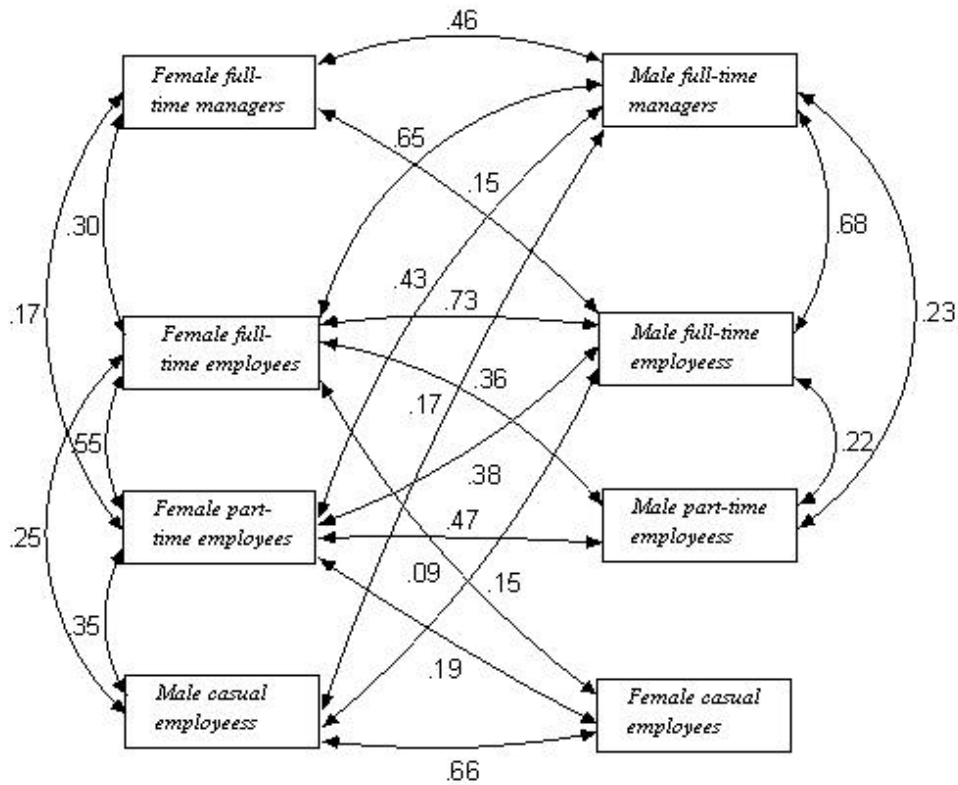 .46
Female full-
time managers
Male full-time
managers
.65
.15
.30
.68
.17
.43
.73
.23
Female full-
time employees
Male full-time
employeess
.36
.17
.55
.22
.38
Female part-
time employees
Male part-time
employeess
.47
.25
.09
.15
.35
.19
Male casual
employeess
Female casual
employees
.66